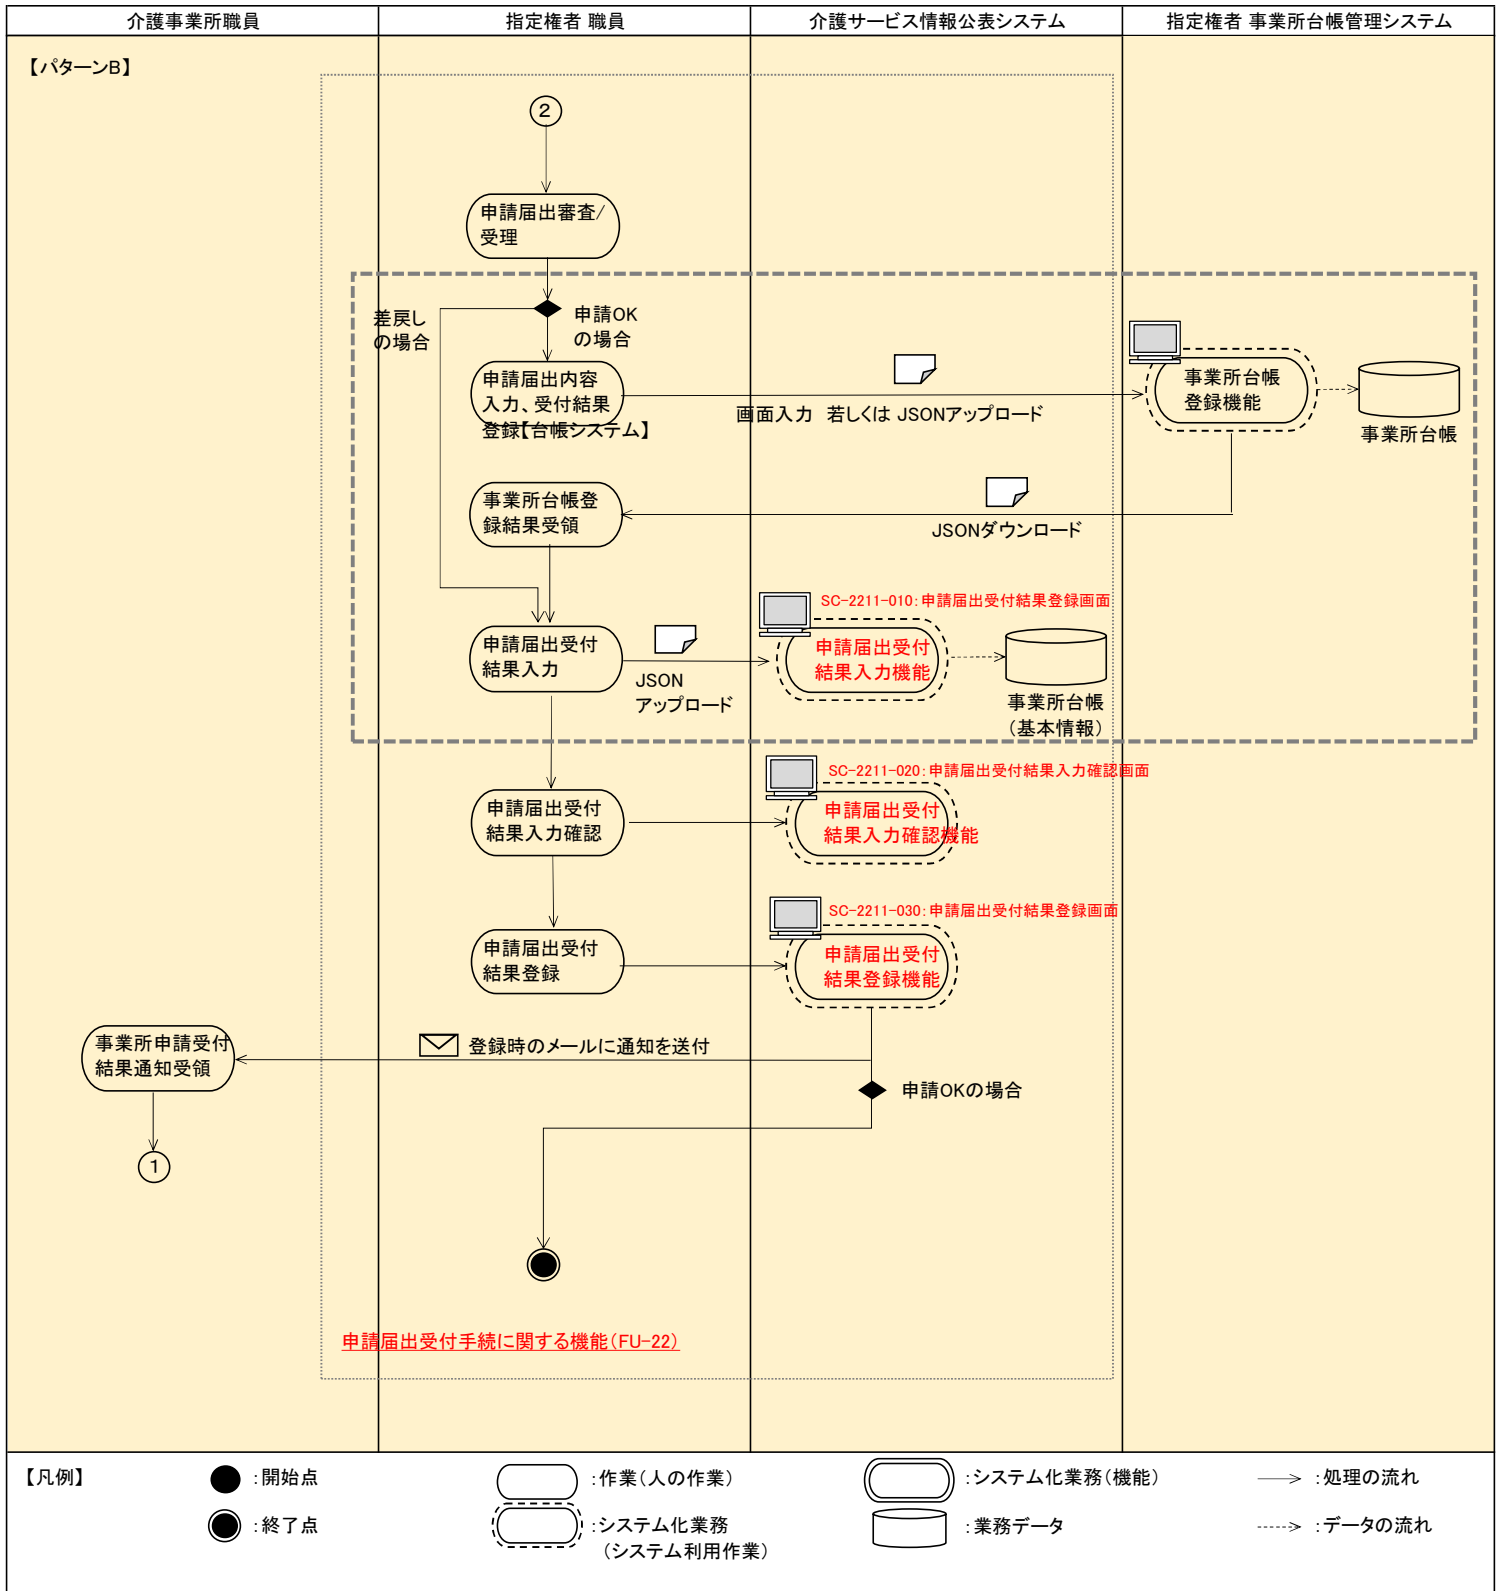 介護事業所職員
指定権者 職員
介護サービス情報公表システム
指定権者 事業所台帳管理システム
【パターンB】
2
申請届出審査/
受理
差戻し
の場合
申請OK
の場合
申請届出内容
入力、受付結果
登録【台帳システム】
画面入力 若しくは JSONアップロード
事業所台帳
登録機能
事業所台帳
事業所台帳登
録結果受領
JSONダウンロード
SC-2211-010:申請届出受付結果登録画面
申請届出受付
結果入力
JSON
アップロード
申請届出受付
結果入力機能
事業所台帳
(基本情報)
SC-2211-020:申請届出受付結果入力確認画面
申請届出受付
結果入力確認
申請届出受付
結果入力確認機能
SC-2211-030:申請届出受付結果登録画面
申請届出受付
結果登録
申請届出受付
結果登録機能
事業所申請受付
結果通知受領
登録時のメールに通知を送付
申請OKの場合
1
申請届出受付手続に関する機能(FU-22)
【凡例】
:開始点
:作業(人の作業)
:システム化業務(機能)
:処理の流れ
:終了点
:システム化業務
(システム利用作業)
:業務データ
:データの流れ